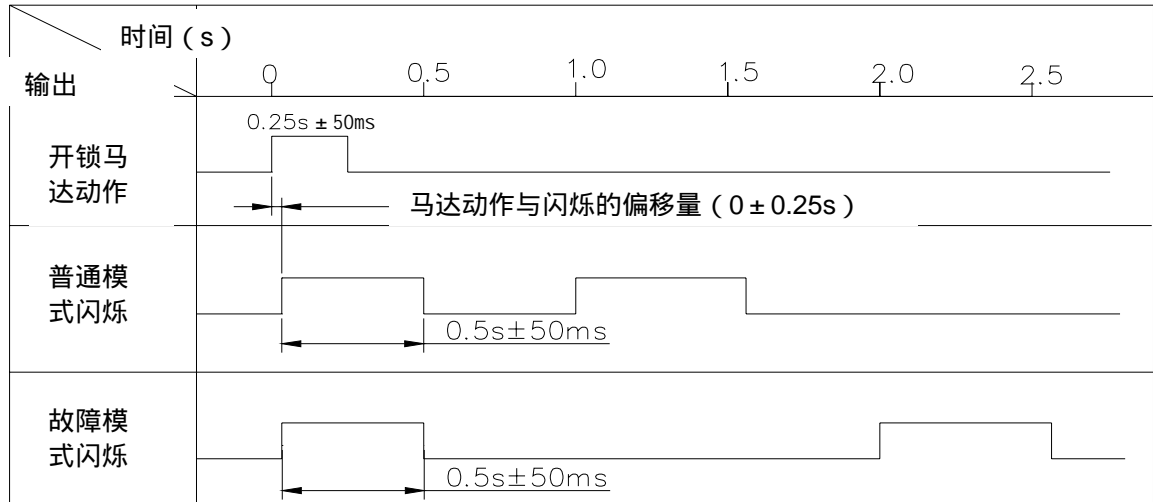 时间（s）
输出
0 0.5 1.0 1.5 2.0 2.5
0.25s ± 50ms
开锁马
达动作
马达动作与闪烁的偏移量（0 ± 0.25s）
普通模
式闪烁
0.5s±50ms
故障模
式闪烁
0.5s±50ms